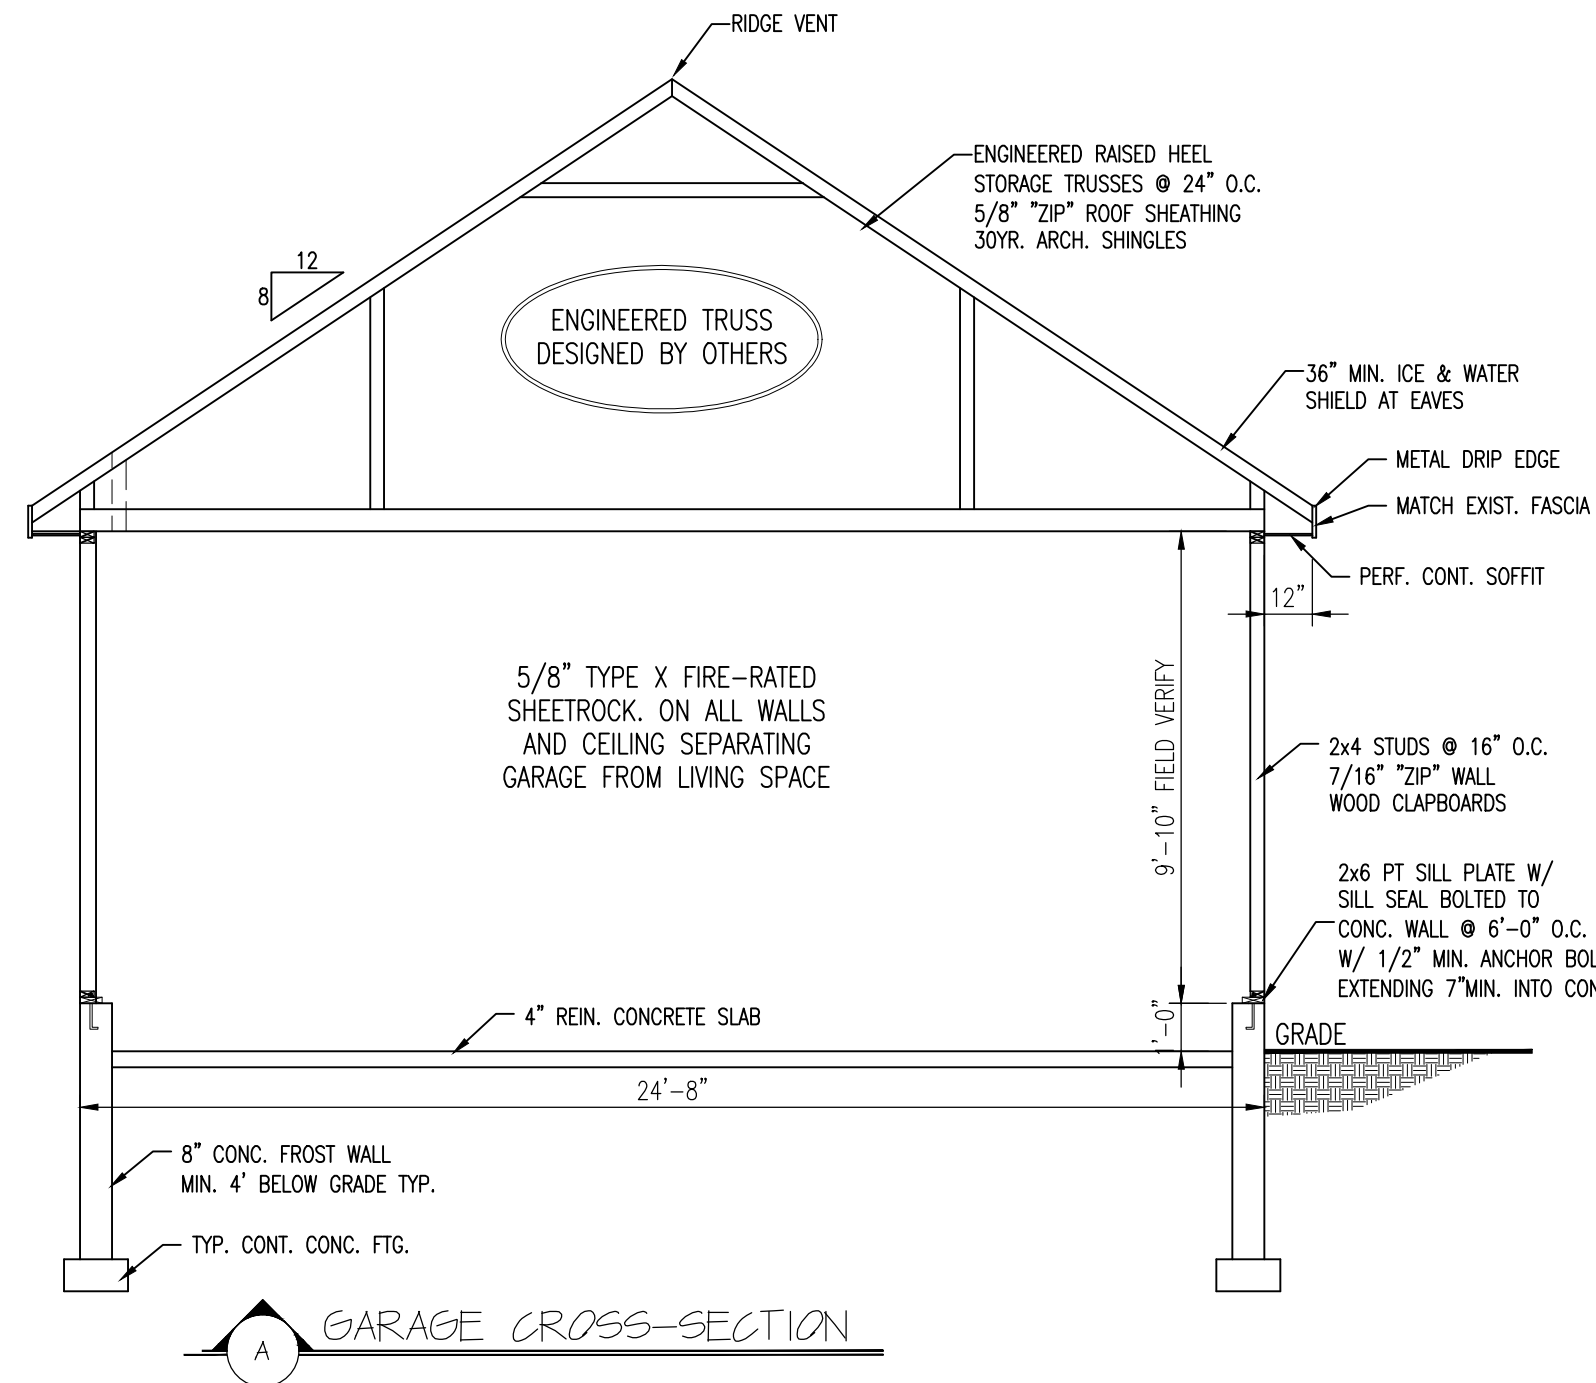 RIDGE VENT
ENGINEERED RAISED HEEL
STORAGE TRUSSES @ 24" O.C.
5/8" "ZIP" ROOF SHEATHING
30YR. ARCH. SHINGLES
12
8
ENGINEERED TRUSS
DESIGNED BY OTHERS
36" MIN. ICE & WATER
SHIELD AT EAVES
METAL DRIP EDGE
MATCH EXIST. FASCIA
PERF. CONT. SOFFIT
12"
5/8" TYPE X FIRE-RATED
SHEETROCK. ON ALL WALLS
AND CEILING SEPARATING
GARAGE FROM LIVING SPACE
9'-10" FIELD VERIFY
2x4 STUDS @ 16" O.C.
7/16" "ZIP" WALL
WOOD CLAPBOARDS
2x6 PT SILL PLATE W/
SILL SEAL BOLTED TO
CONC. WALL @ 6'-0" O.C.
W/ 1/2" MIN. ANCHOR
EXTENDING 7"MIN. INTO
4" REIN. CONCRETE SLAB
1'-0"
GRADE
24'-8"
8" CONC. FROST WALL
MIN. 4' BELOW GRADE TYP.
TYP. CONT. CONC. FTG.
A
GARAGE CROSS-SECTION